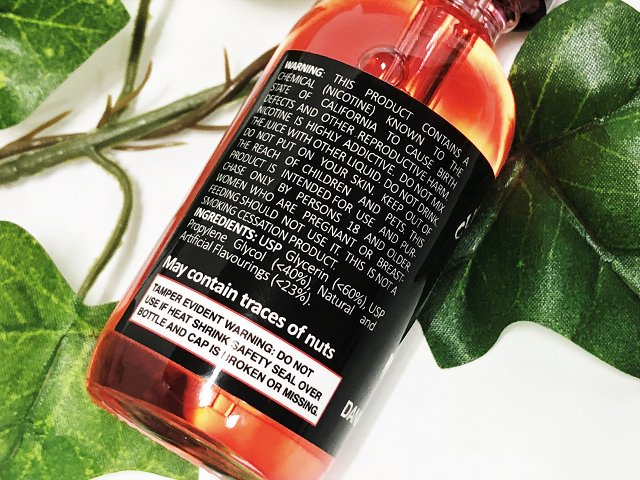 WARNING: THIS PRODUCT CONTAINS A
CHEMICAL (NICOTINE) KNOWN TO THE
STATE OF CALIFORNIA TO CAUSE BIRTH
DEFECTS AND OTHER REPRODUCTIVE HARM.
NICOTINE IS HIGHLY ADDICTIVE. DO NOT MIX
THE JUICE WITH OTHER LIQUID. DO NOT DRINK.
DO NOT PUT ON YOUR SKIN. KEEP OUT OF
THE REACH OF CHILDREN AND PETS. THIS
PRODUCT IS INTENDED FOR USE AND PUR-
CHASE ONLY BY PERSONS 18 AND OLDER.
WOMEN WHO ARE PREGNANT OR BREAST-
FEEDING SHOULD NOT USE IT. THIS IS NOT A
SMOKING CESSATION PRODUCT.
INGREDIENTS: USP Glycerin (<60%), USP
Propylene Glycol (<40%), Natural and
Artificial Flavourings (<23%).
May contain traces of nuts
TAMPER EVIDENT WARNING: DO NOT
USE IF HEAT SHRINK SAFETY SEAL OVER
BOTTLE AND CAP IS BROKEN OR MISSING.